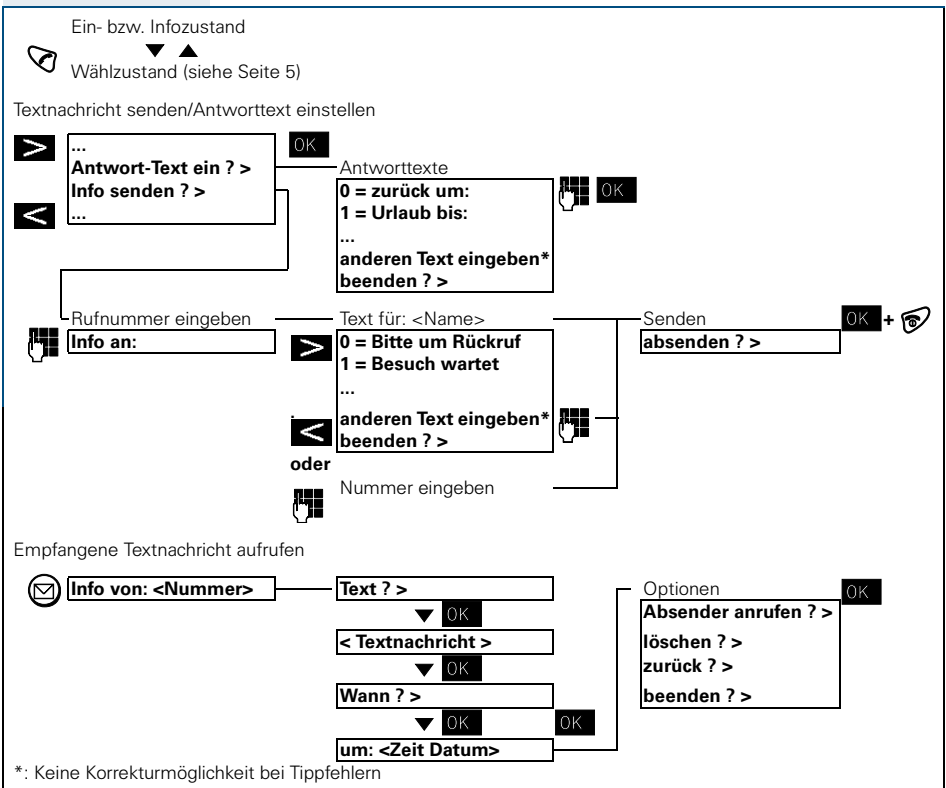 Ein- bzw. Infozustand
Wählzustand (siehe Seite 5)
Textnachricht senden/Antworttext einstellen
>
...
Antwort-Text ein ? >
Info senden ? >
...
<
OK
Antworttexte
0 = zurück um:
1 = Urlaub bis:
...
anderen Text eingeben*
beenden ? >
OK
Rufnummer eingeben
Info an:
Text für: <Name>
>
0 = Bitte um Rückruf
1 = Besuch wartet
...
anderen Text eingeben*
.
<
beenden ? >
oder
Nummer eingeben
Senden
absenden ? >
OK +
Empfangene Textnachricht aufrufen
Info von: <Nummer>
Text ? >
OK
< Textnachricht >
OK
Wann ? >
OK
um: <Zeit Datum>
OK
Optionen
Absender anrufen ? >
löschen ? >
zurück ? >
beenden ? >
OK
*: Keine Korrekturmöglichkeit bei Tippfehlern